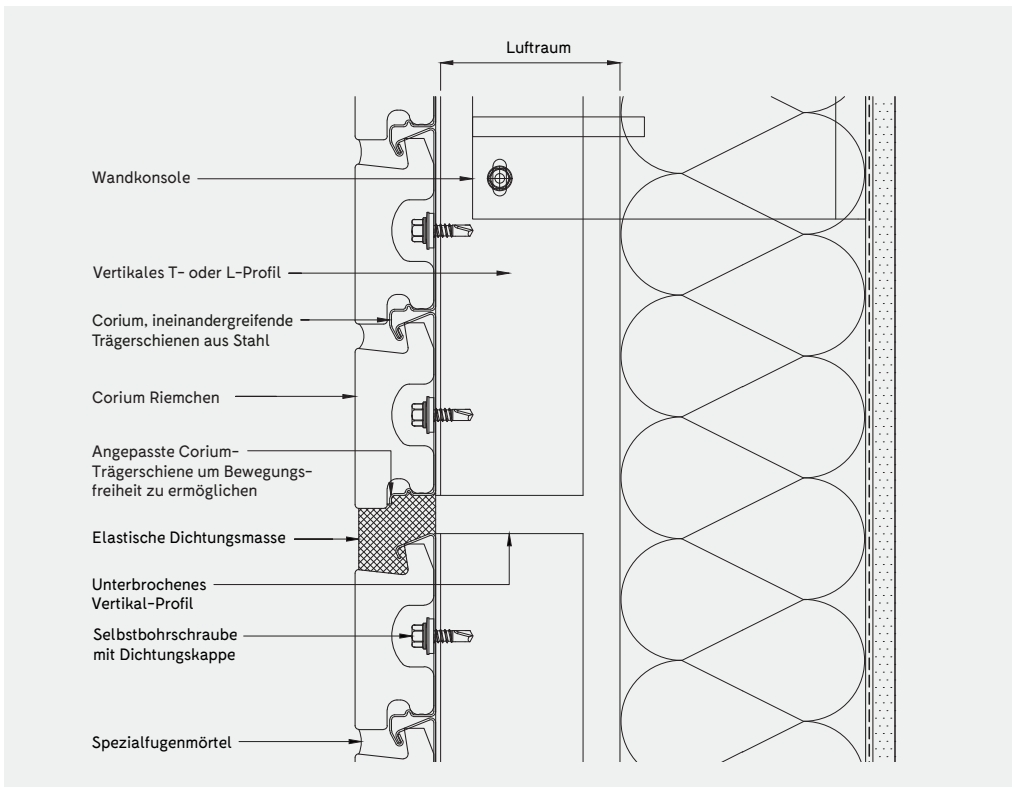 Luftraum
Wandkonsole
Vertikales T- oder L-Profil
Corium, ineinandergreifende
Trägerschienen aus Stahl
Corium Riemchen
Angepasste Corium-
Trägerschiene um Bewegungs-
freiheit zu ermöglichen
Elastische Dichtungsmasse
Unterbrochenes
Vertikal-Profil
Selbstbohrschraube
mit Dichtungskappe
Spezialfugenmörtel